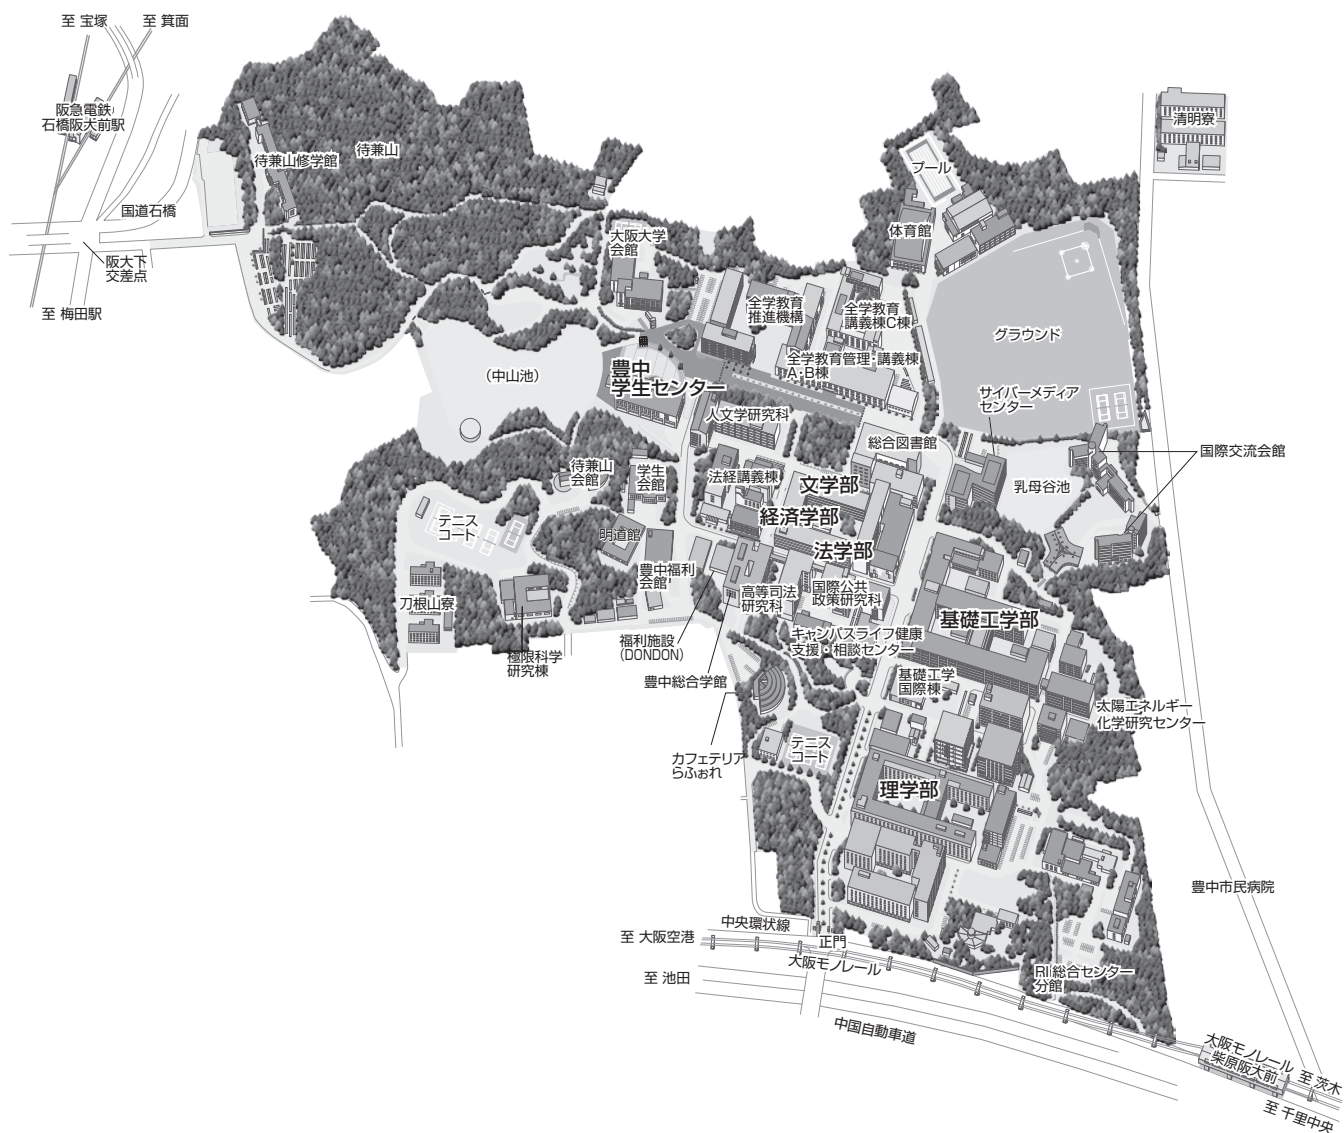 至 宝塚
至 箕面
阪急電鉄
石橋阪大前駅
国道石橋
阪大下
交差点
至 梅田駅
待兼山修学館
待兼山
大阪大学
会館
プール
体育館
清明寮
全学教育
推進機構
全学教育
講義棟C棟
全学教育管理・講義棟
A・B棟
グラウンド
(中山池)
豊中
学生センター
サイバーメディア
センター
人文学研究科
総合図書館
国際交流会館
待兼山
会館
学生
会館
法経講義棟
文学部
乳母谷池
経済学部
テニス
コート
明道館
法学部
豊中福利
会館
高等司法
研究科
国際公共
政策研究科
刀根山寮
基礎工学部
福利施設
(DONDON)
キャンパスライフ健康
支援・相談センター
極限科学
研究棟
豊中総合学館
基礎工学
国際棟
太陽エネルギー
化学研究センター
カフェテリア
らふぉれ
テニス
コート
理学部
豊中市民病院
中央環状線
至 大阪空港
正門
大阪モノレール
至 池田
RI総合センター
分館
中国自動車道
大阪モノレール
柴原阪大前
至 茨木
至 千里中央